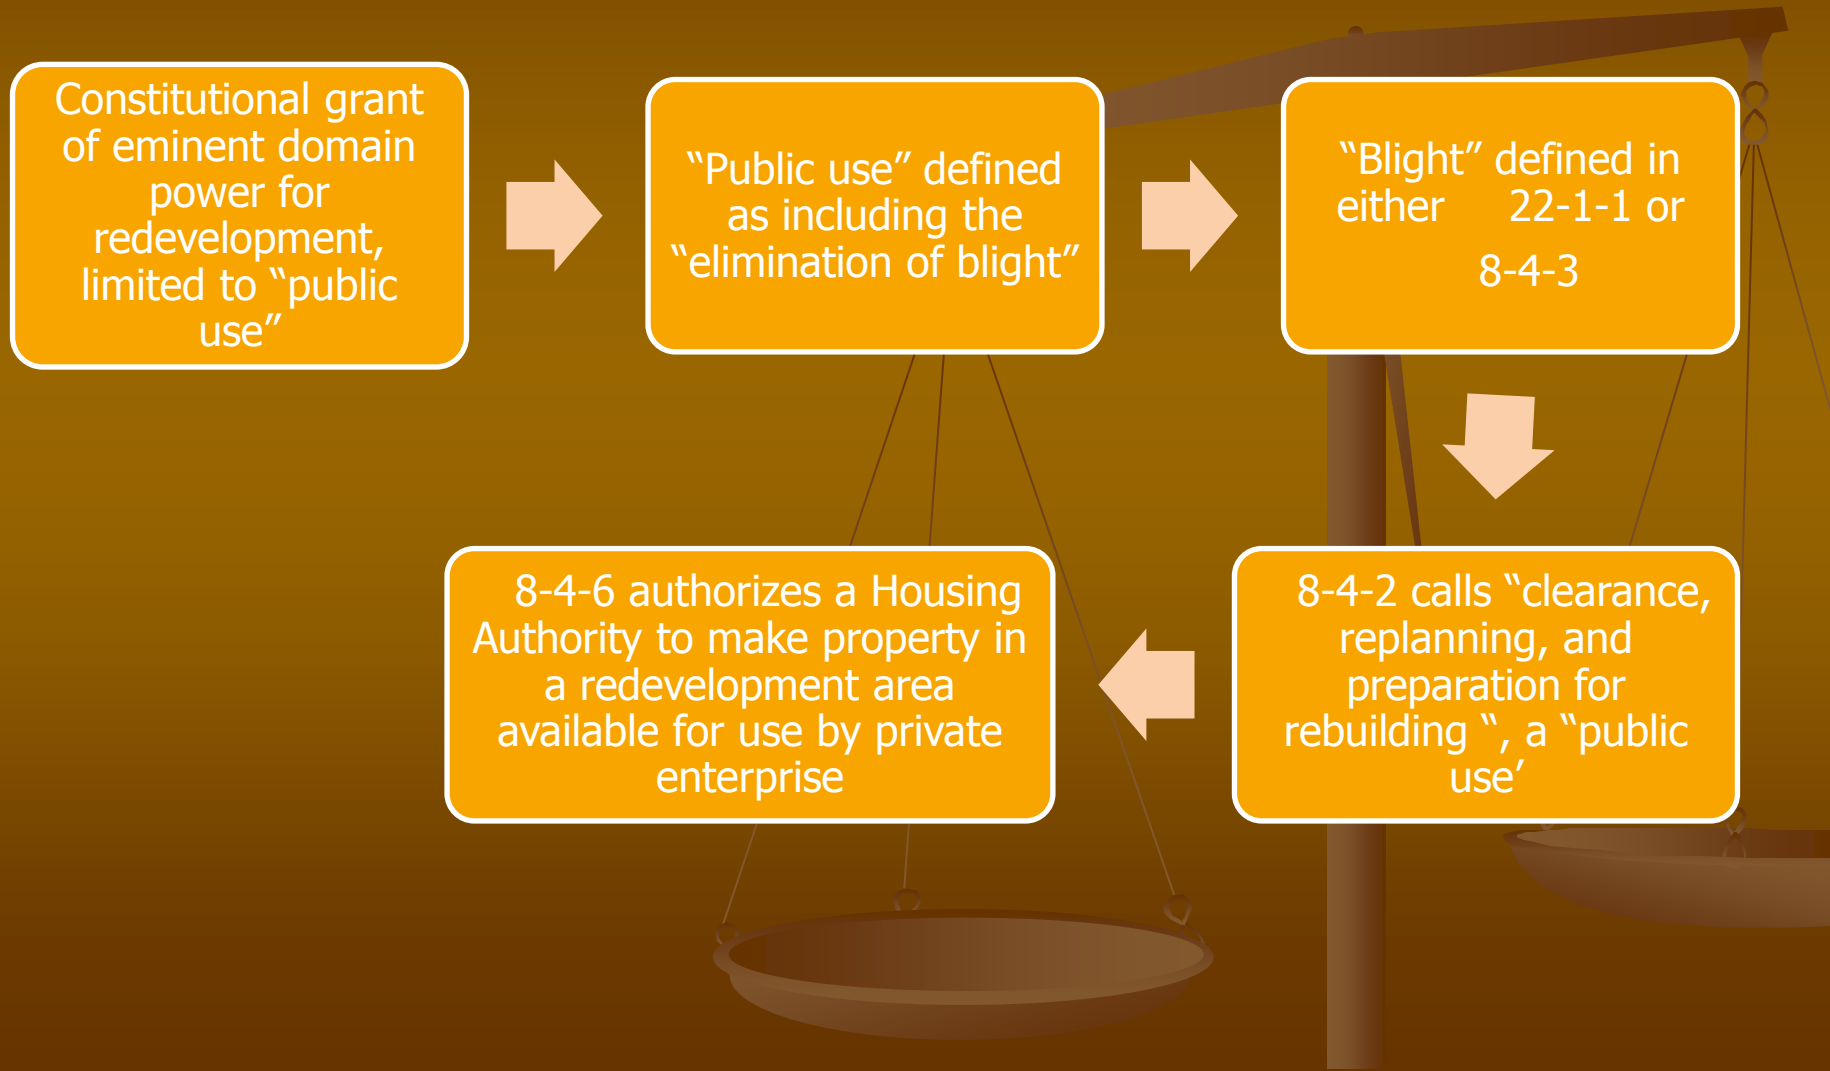 Constitutional grant
of eminent domain
power for
redevelopment,
limited to “public
use”
“Public use” defined
as including the
“elimination of blight”
“Blight” defined in
either 22-1-1 or
8-4-3
8-4-2 calls “clearance,
replanning, and
preparation for
rebuilding “, a “public
use’
8-4-6 authorizes a Housing
Authority to make property in
a redevelopment area
available for use by private
enterprise